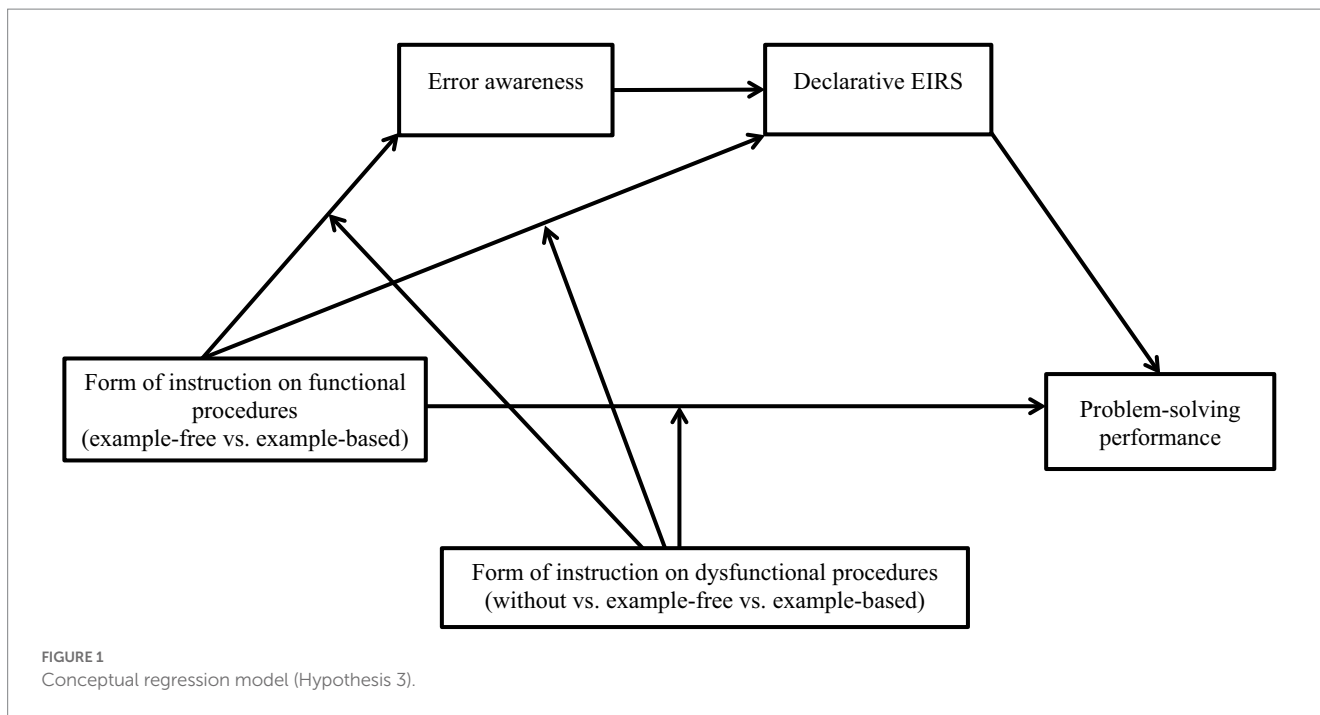 Error awareness
Declarative EIRS
Form of instruction on functional
procedures
(example-free vs. example-based)
Problem-solving
performance
Form of instruction on dysfunctional procedures
(without vs. example-free vs. example-based)
FIGURE 1
Conceptual regression model (Hypothesis 3).